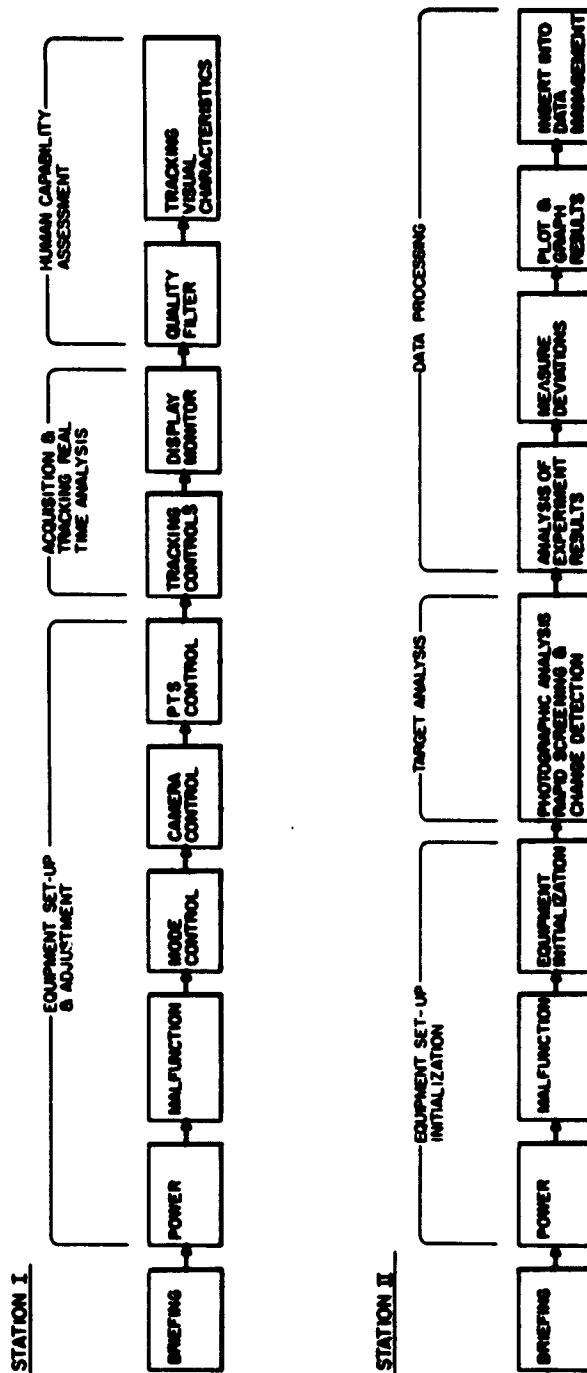 STATION I
EQUIPMENT SET-UP
& ADJUSTMENT
ACQUISITION &
TRACKING REAL
TIME ANALYSIS
HUMAN CAPABILITY
ASSESSMENT
BRIEFING
POWER
MALFUNCTION
MODE
CONTROL
CAMERA
CONTROL
PTS
CONTROL
TRACKING
CONTROLS
DISPLAY
MONITOR
QUALITY
FILTER
TRACKING
VISUAL
CHARACTERISTICS
STATION II
EQUIPMENT SET-UP
INITIALIZATION
TARGET ANALYSIS
DATA PROCESSING
BRIEFING
POWER
MALFUNCTION
EQUIPMENT
INITIALIZATION
PHOTOGRAPHIC ANALYSIS
RAPID SCREENING &
CHANGE DETECTION
ANALYSIS OF
EXPERIMENT
RESULTS
MEASURE
DEVIATIONS
PLOT &
GRAPH
RESULTS
INSERT INTO
DATA
MANAGEMENT